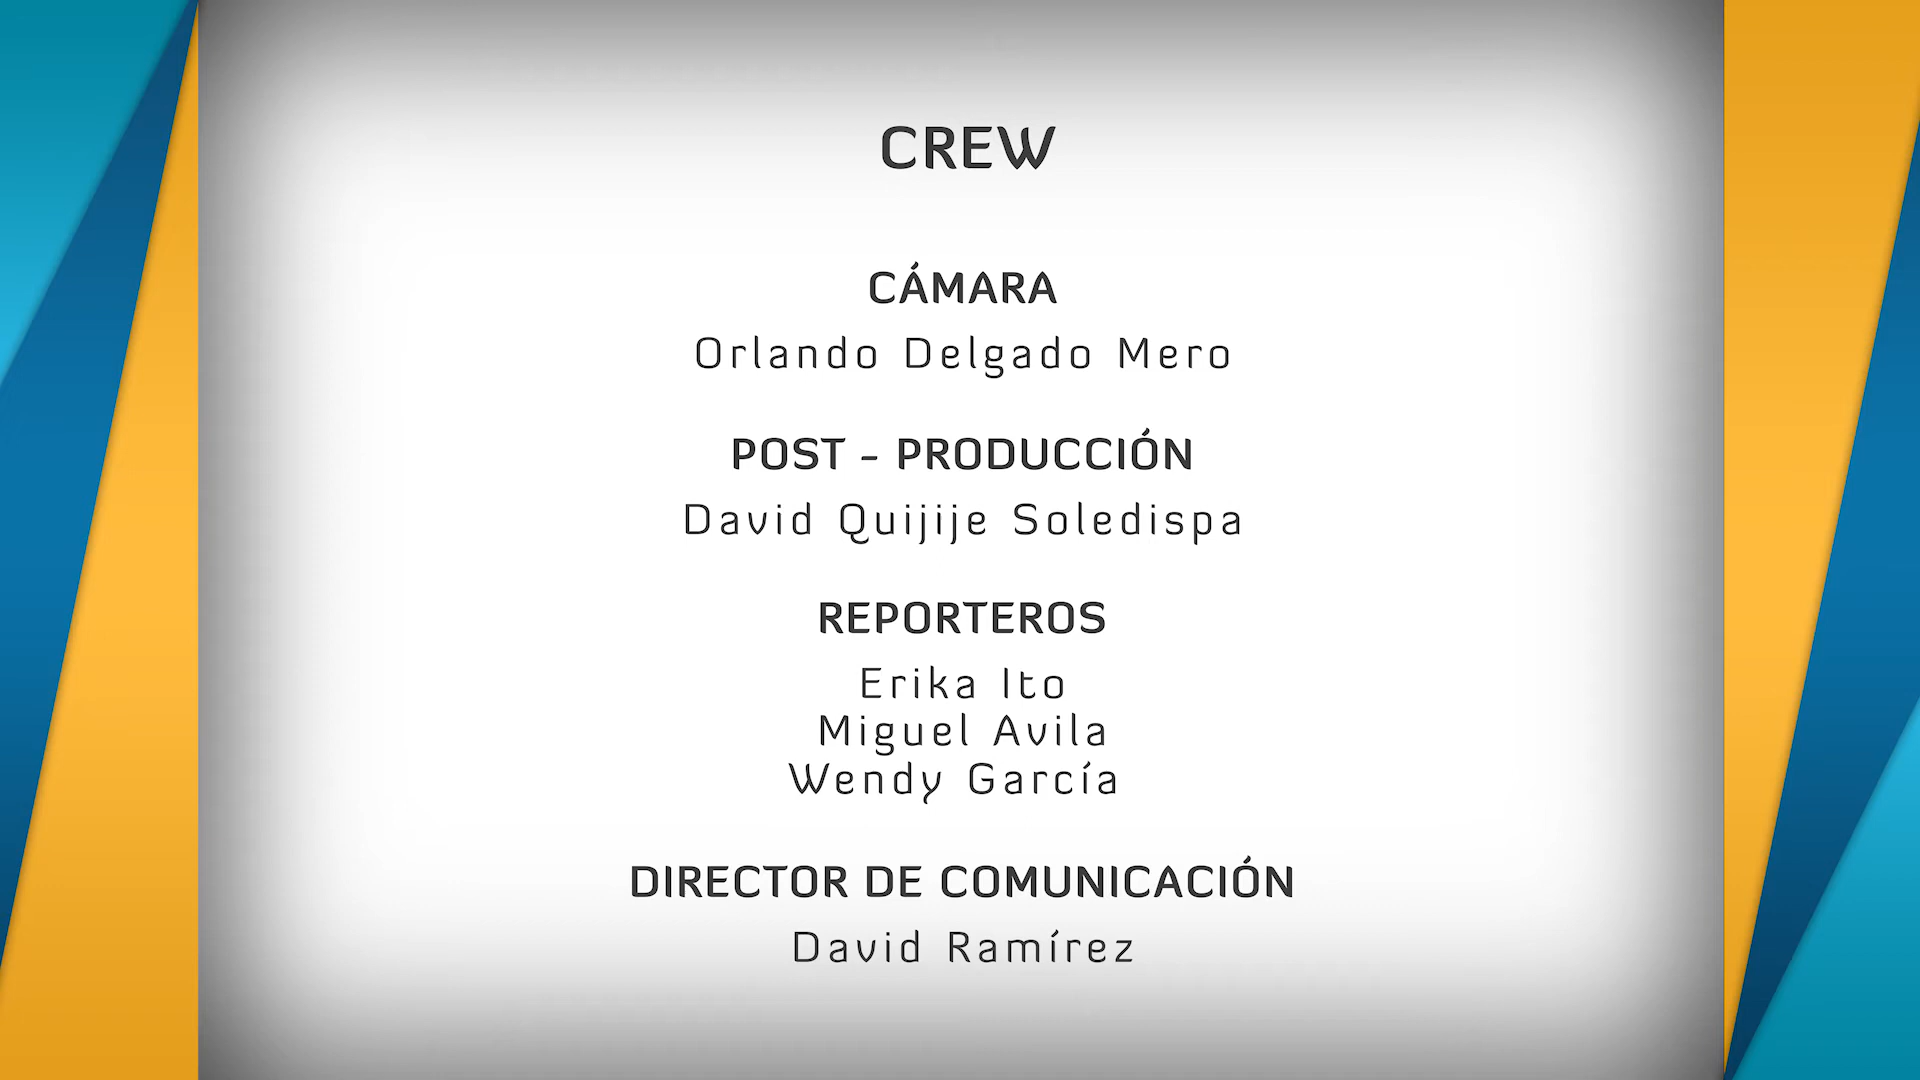 CREW
CÁMARA
Orlando Delgado Mero
POST - PRODUCCIÓN
David Quijije Soledispa
REPORTEROS
Erika Ito
Miguel Avila
Wendy García
DIRECTOR DE COMUNICACIÓN
David Ramírez